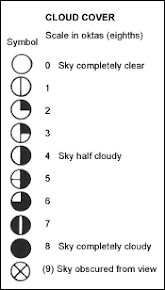 CLOUD COVER
Symbol Scale in oktas (eighths)
0 Sky completely clear
1
2
3
4 Sky half cloudy
5
6
7
8 Sky completely cloudy
(9) Sky obscured from view